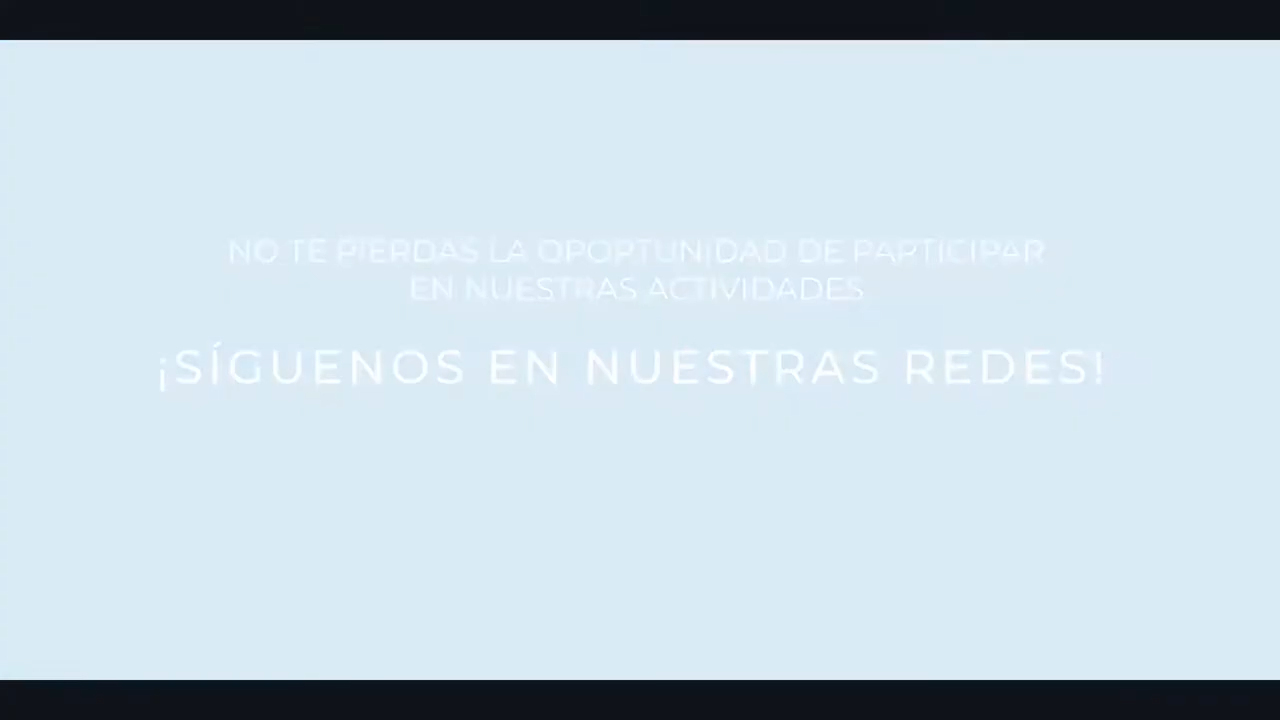 NO TE PIERDAS LA OPORTUNIDAD DE PARTICIPAR
EN NUESTRAS ACTIVIDADES
¡SÍGUENOS EN NUESTRAS REDES!